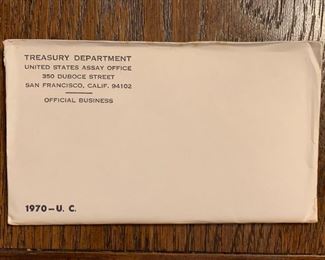 TREASURY DEPARTMENT
UNITED STATES ASSAY OFFICE
350 DUBOCE STREET
SAN FRANCISCO, CALIF. 94102
OFFICIAL BUSINESS
1970-U. C.